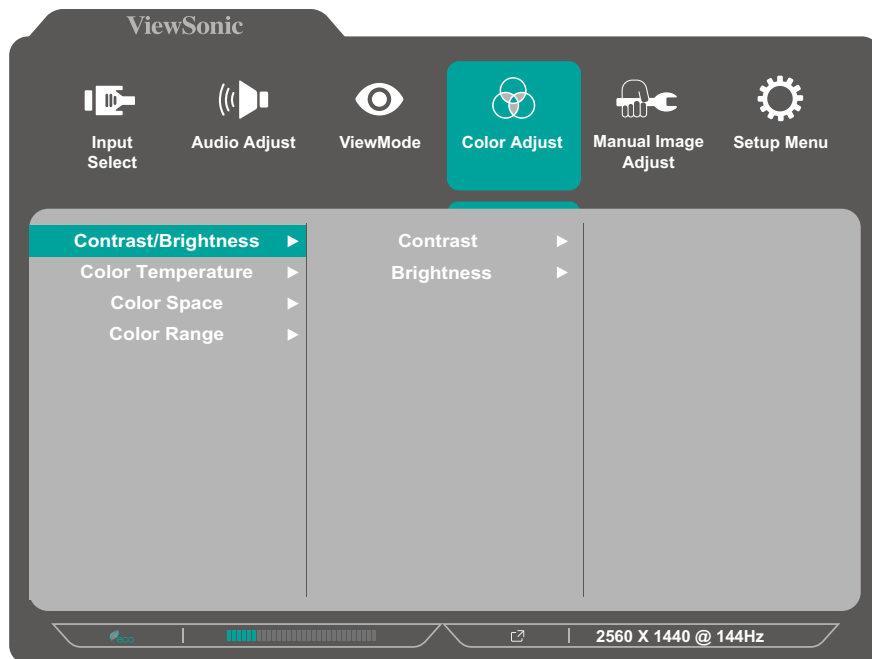 ViewSonic
Input
Select
Audio Adjust
ViewMode
Color Adjust
Manual Image
Adjust
Setup Menu
Contrast/Brightness
Color Temperature
Color Space
Color Range
Contrast
Brightness
eco
2560 X 1440 @ 144Hz